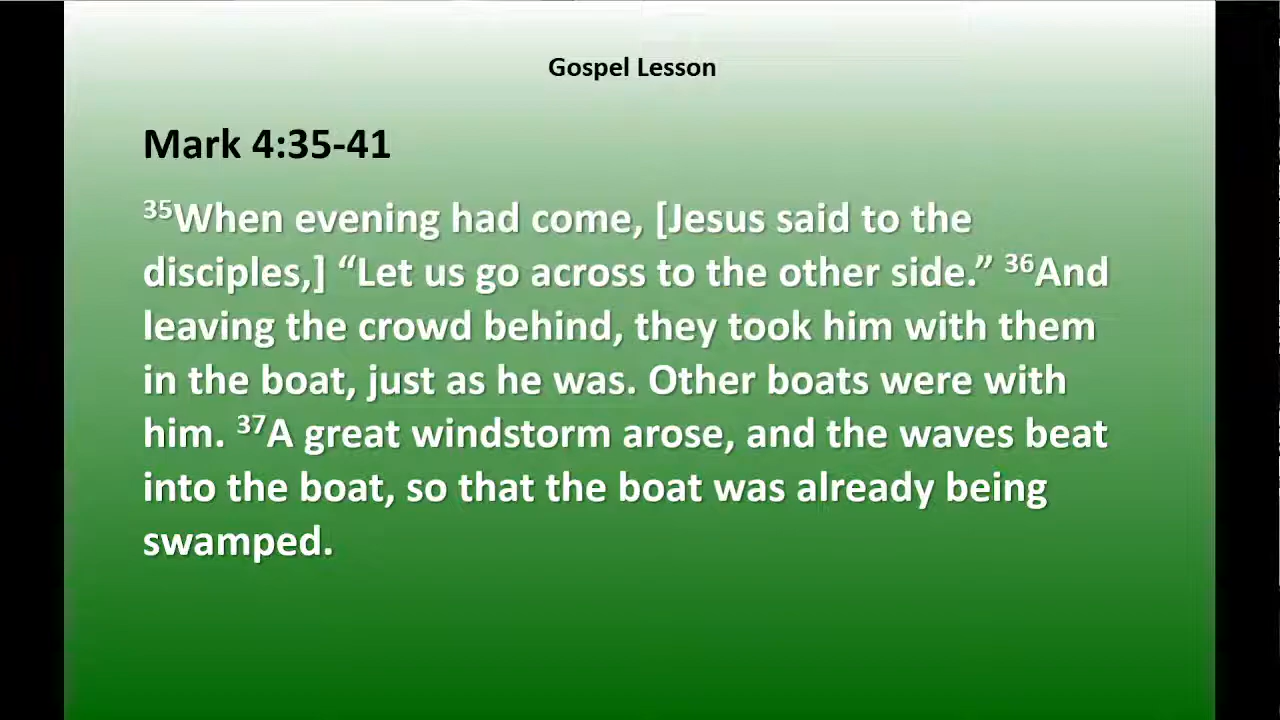 Gospel Lesson
Mark 4:35-41
³⁵When evening had come, [Jesus said to the
disciples,] “Let us go across to the other side.” ³⁶And
leaving the crowd behind, they took him with them
in the boat, just as he was. Other boats were with
him. ³⁷A great windstorm arose, and the waves beat
into the boat, so that the boat was already being
swamped.